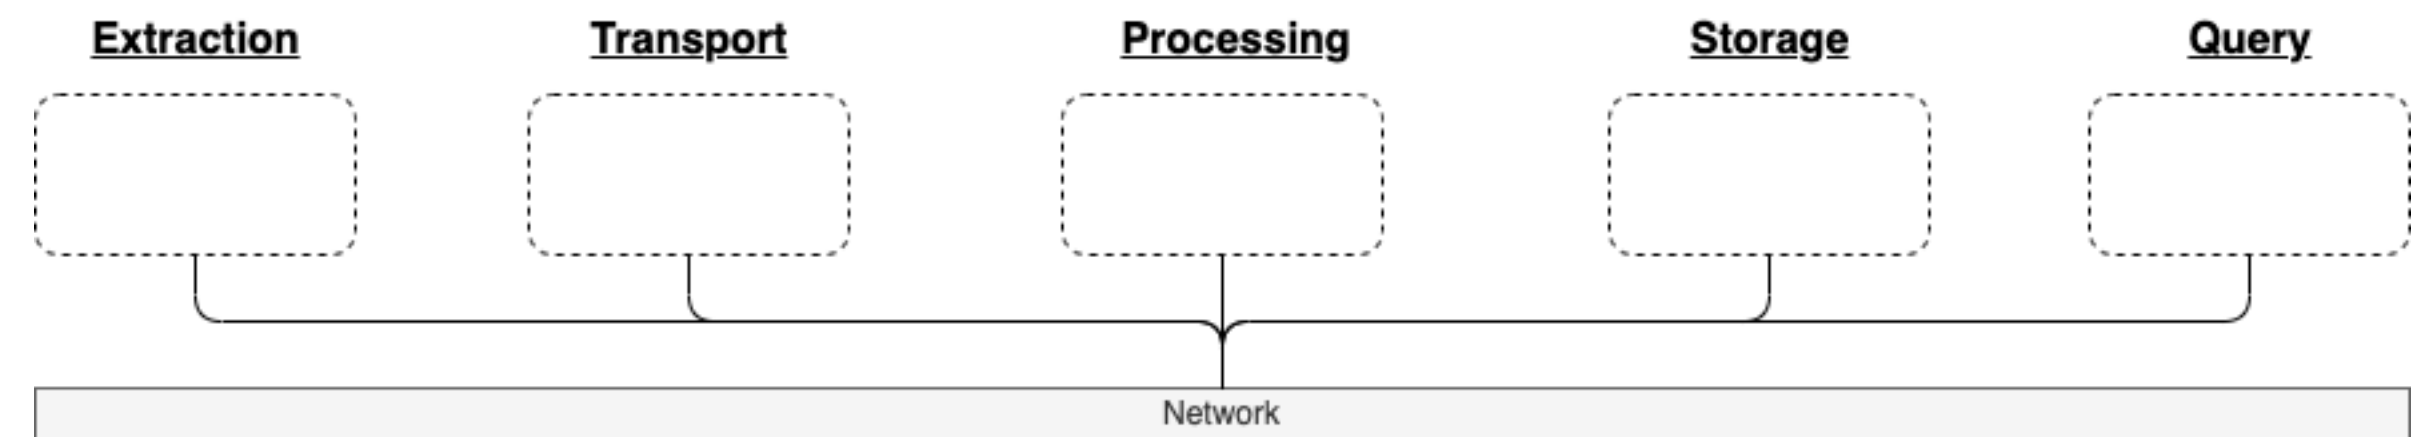 Extraction
Transport
Processing
Storage
Query
Network